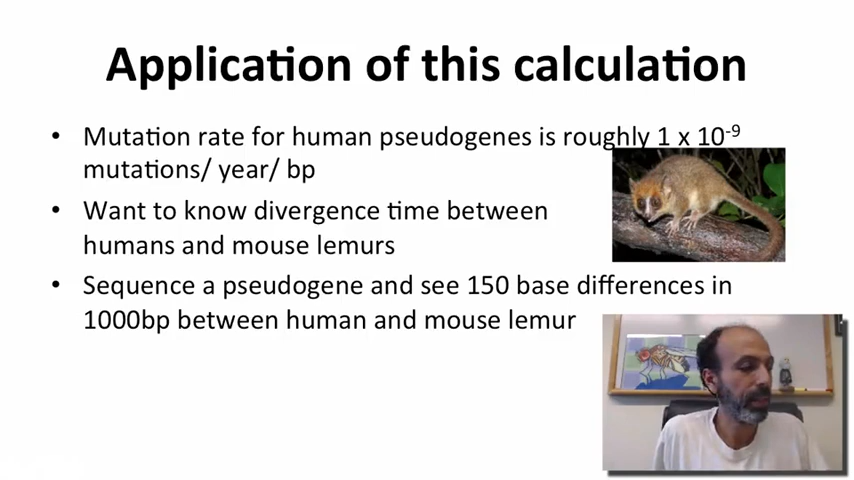 Application of this calculation
• Mutation rate for human pseudogenes is roughly 1 x 10⁻⁹
mutations/ year/ bp
• Want to know divergence time between
humans and mouse lemurs
• Sequence a pseudogene and see 150 base differences in
1000bp between human and mouse lemur